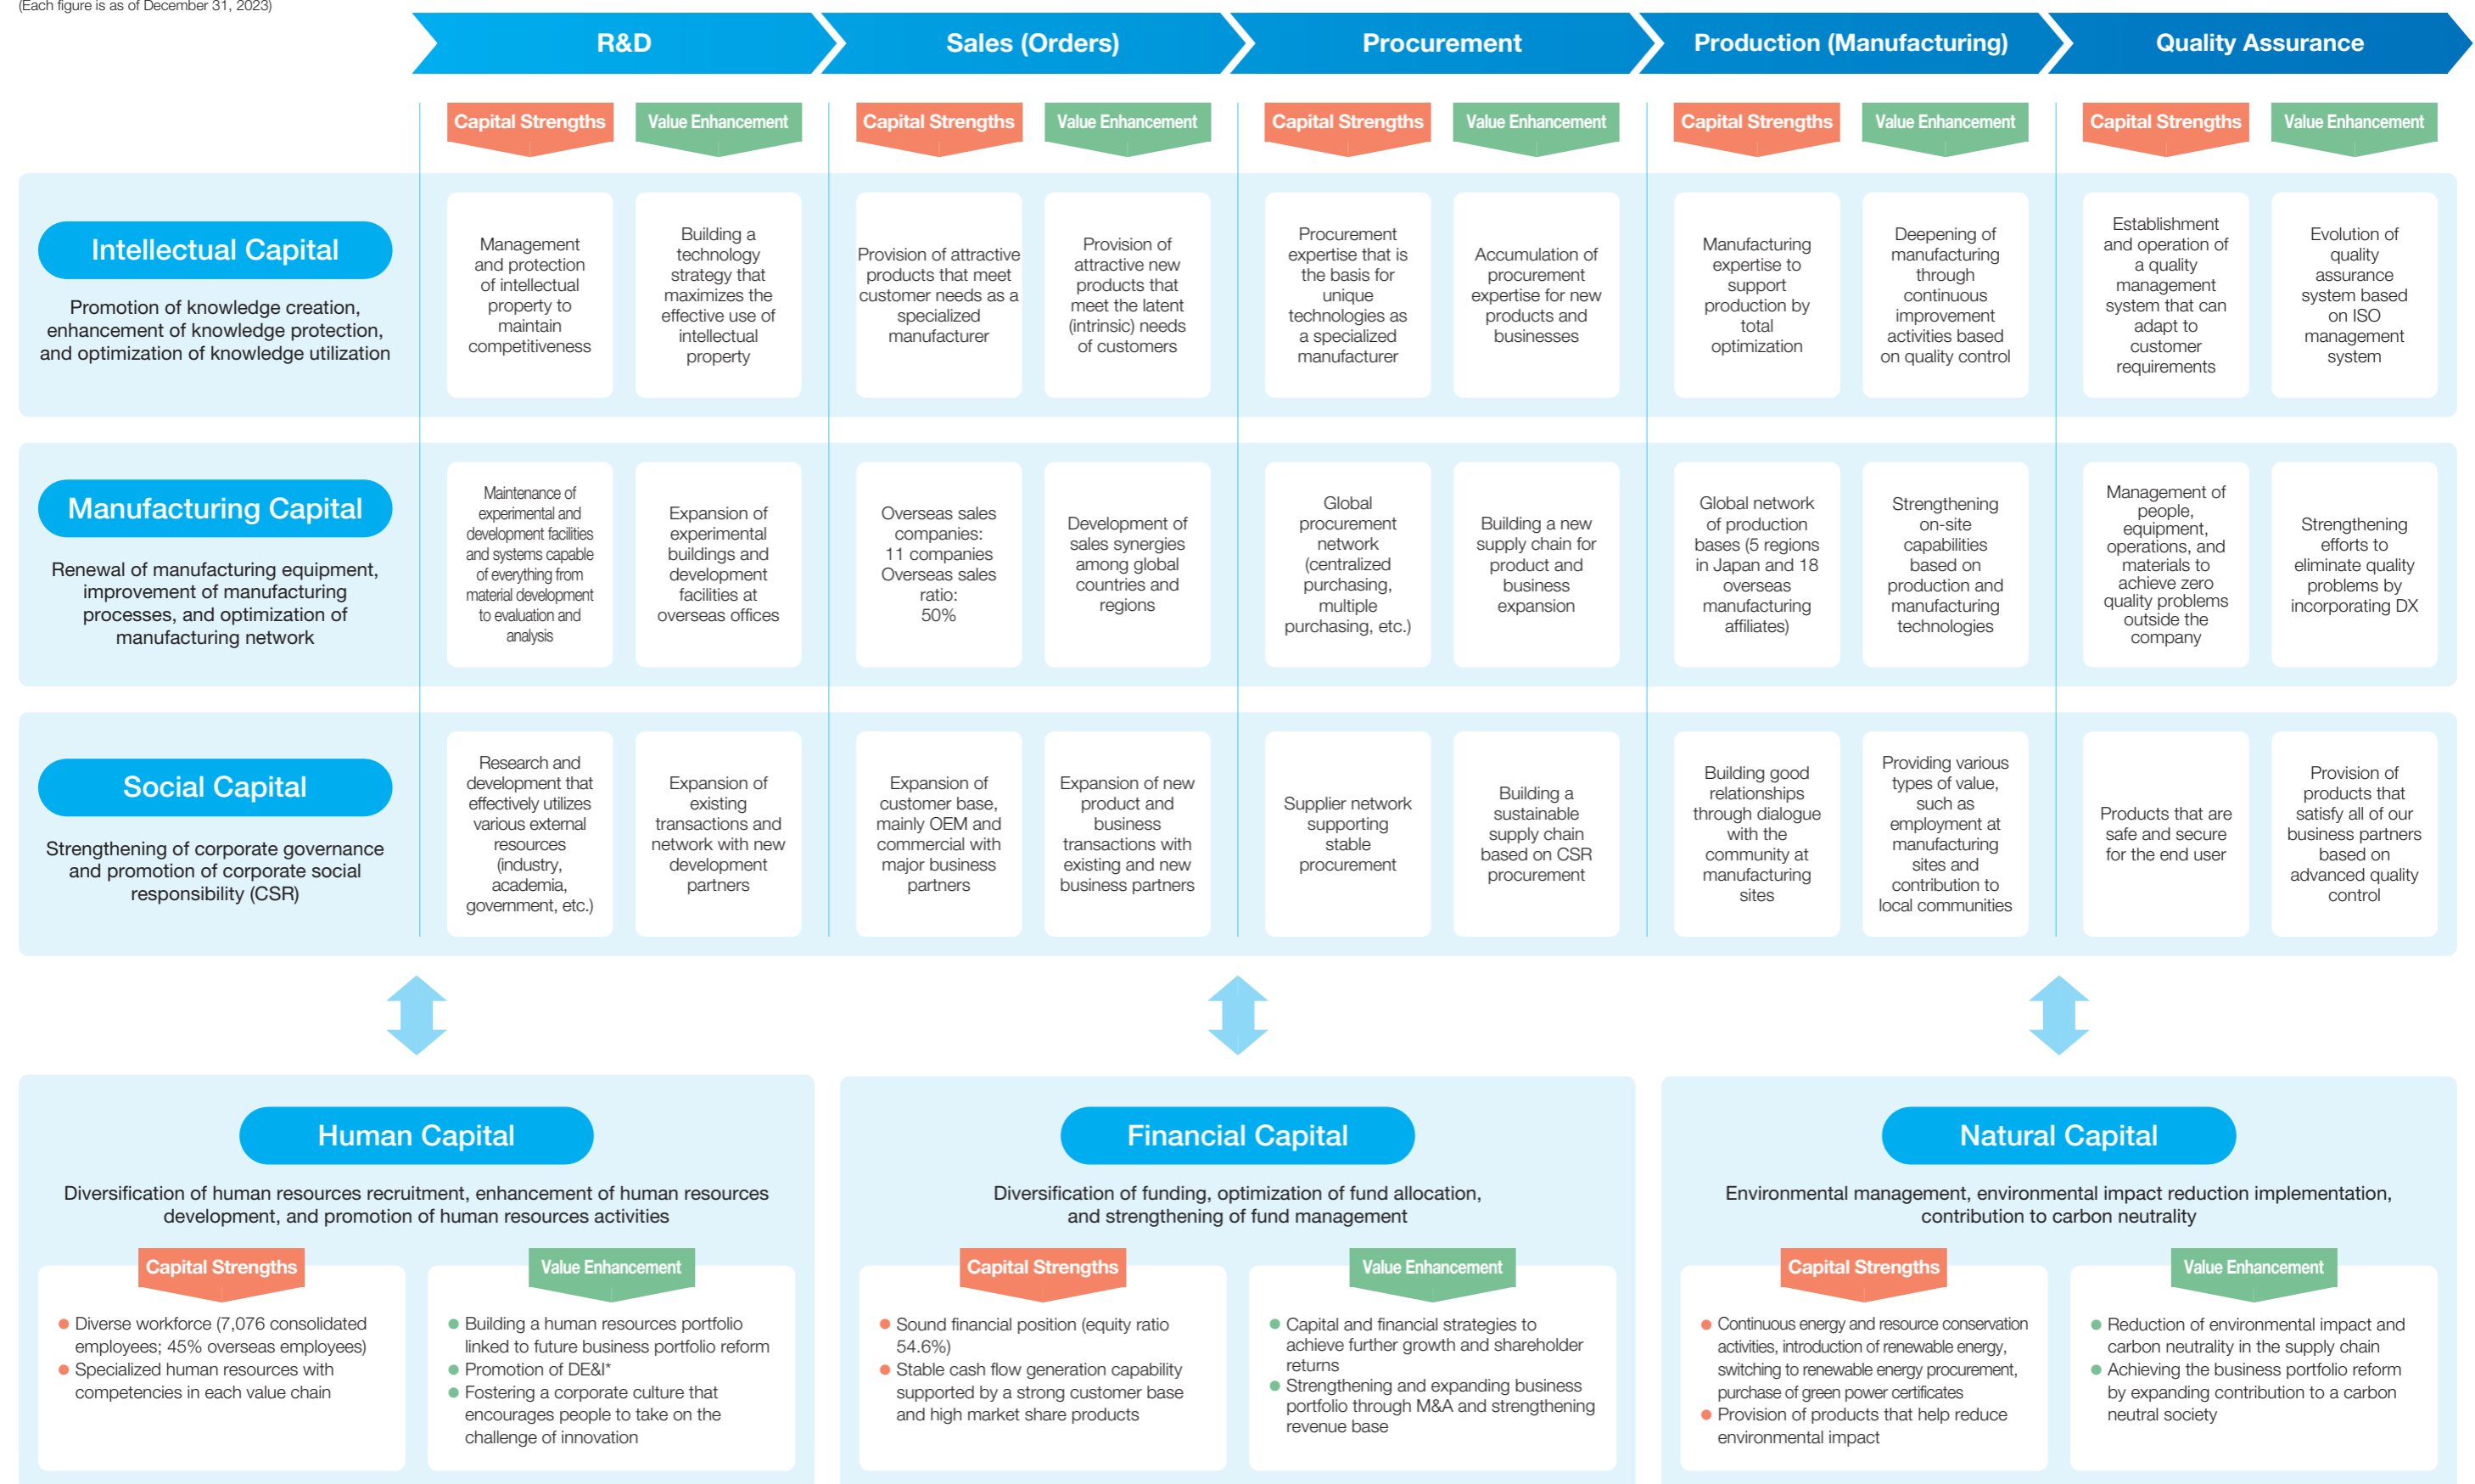 (Each figure is as of December 31, 2023)
R&D
Sales (Orders)
Procurement
Production (Manufacturing)
Quality Assurance
Capital Strengths
Value Enhancement
Capital Strengths
Value Enhancement
Capital Strengths
Value Enhancement
Capital Strengths
Value Enhancement
Capital Strengths
Value Enhancement
Intellectual Capital
Promotion of knowledge creation,
enhancement of knowledge protection,
and optimization of knowledge utilization
Management
and protection
of intellectual
property to
maintain
competitiveness
Building a
technology
strategy that
maximizes the
effective use of
intellectual
property
Provision of attractive
products that meet
customer needs as a
specialized
manufacturer
Provision of
attractive new
products that
meet the latent
(intrinsic) needs
of customers
Procurement
expertise that is
the basis for
unique
technologies as
a specialized
manufacturer
Accumulation of
procurement
expertise for new
products and
businesses
Manufacturing
expertise to
support
production by
total
optimization
Deepening of
manufacturing
through
continuous
improvement
activities based
on quality control
Establishment
and operation of
a quality
management
system that can
adapt to
customer
requirements
Evolution of
quality
assurance
system based
on ISO
management
system
Manufacturing Capital
Renewal of manufacturing equipment,
improvement of manufacturing
processes, and optimization of
manufacturing network
Maintenance of
experimental and
development facilities
and systems capable
of everything from
material development
to evaluation and
analysis
Expansion of
experimental
buildings and
development
facilities at
overseas offices
Overseas sales
companies:
11 companies
Overseas sales
ratio:
50%
Development of
sales synergies
among global
countries and
regions
Global
procurement
network
(centralized
purchasing,
multiple
purchasing, etc.)
Building a new
supply chain for
product and
business
expansion
Global network
of production
bases (5 regions
in Japan and 18
overseas
manufacturing
affiliates)
Strengthening
on-site
capabilities
based on
production and
manufacturing
technologies
Management of
people,
equipment,
operations, and
materials to
achieve zero
quality problems
outside the
company
Strengthening
efforts to
eliminate quality
problems by
incorporating DX
Social Capital
Strengthening of corporate governance
and promotion of corporate social
responsibility (CSR)
Research and
development that
effectively utilizes
various external
resources
(industry,
academia,
government, etc.)
Expansion of
existing
transactions and
network with new
development
partners
Expansion of
customer base,
mainly OEM and
commercial with
major business
partners
Expansion of new
product and
business
transactions with
existing and new
business partners
Supplier network
supporting
stable
procurement
Building a
sustainable
supply chain
based on CSR
procurement
Building good
relationships
through dialogue
with the
community at
manufacturing
sites
Providing various
types of value,
such as
employment at
manufacturing
sites and
contribution to
local communities
Products that are
safe and secure
for the end user
Provision of
products that
satisfy all of our
business partners
based on
advanced quality
control
Human Capital
Diversification of human resources recruitment, enhancement of human resources
development, and promotion of human resources activities
Capital Strengths
● Diverse workforce (7,076 consolidated
employees; 45% overseas employees)
● Specialized human resources with
competencies in each value chain
Value Enhancement
● Building a human resources portfolio
linked to future business portfolio reform
● Promotion of DE&I*
● Fostering a corporate culture that
encourages people to take on the
challenge of innovation
Financial Capital
Diversification of funding, optimization of fund allocation,
and strengthening of fund management
Capital Strengths
● Sound financial position (equity ratio
54.6%)
● Stable cash flow generation capability
supported by a strong customer base
and high market share products
Value Enhancement
● Capital and financial strategies to
achieve further growth and shareholder
returns
● Strengthening and expanding business
portfolio through M&A and strengthening
revenue base
Natural Capital
Environmental management, environmental impact reduction implementation,
contribution to carbon neutrality
Capital Strengths
● Continuous energy and resource conservation
activities, introduction of renewable energy,
switching to renewable energy procurement,
purchase of green power certificates
● Provision of products that help reduce
environmental impact
Value Enhancement
● Reduction of environmental impact and
carbon neutrality in the supply chain
● Achieving the business portfolio reform
by expanding contribution to a carbon
neutral society